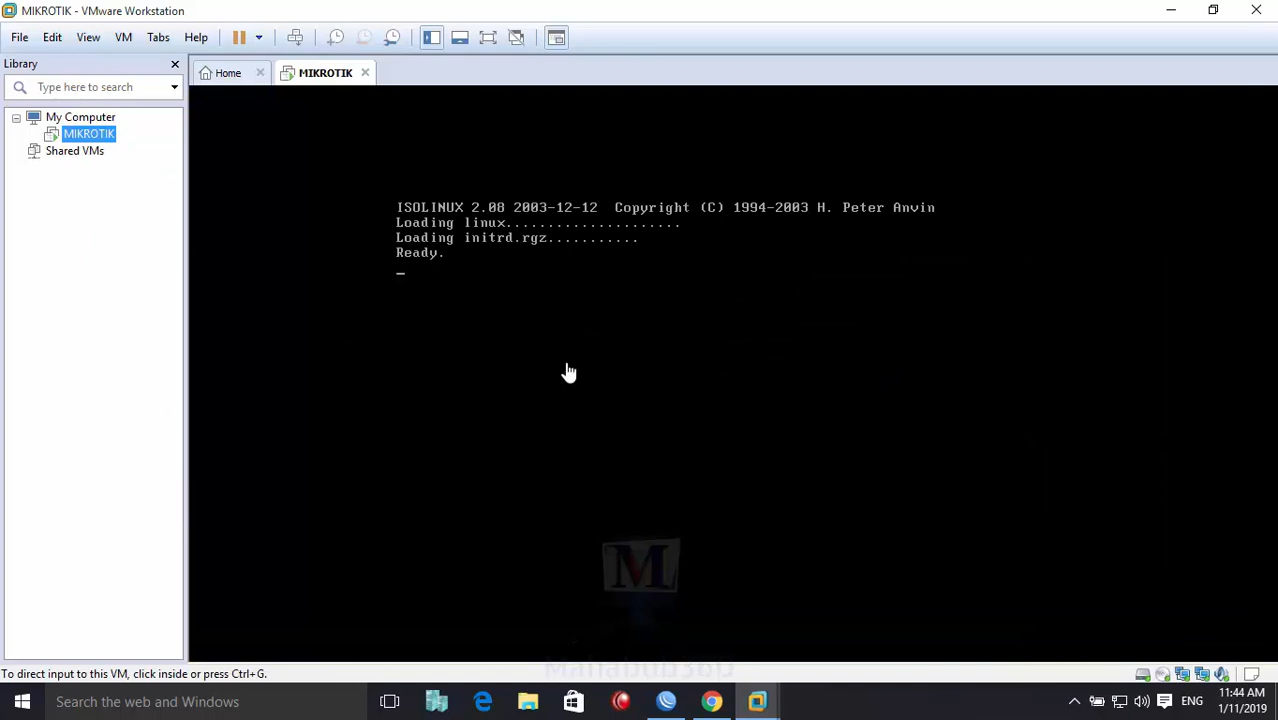 MIKROTIK - VMware Workstation
File Edit View VM Tabs Help
Library
Type here to search
Home
MIKROTIK
My Computer
MIKROTIK
Shared VMs
ISOLINUX 2.08 2003-12-12 Copyright (C) 1994-2003 H. Peter Anvin
Loading linux.....................
Loading initrd.rgz...........
Ready.
_
M
Mahabub360
To direct input to this VM, click inside or press Ctrl+G.
Search the web and Windows
ENG
11:44 AM
1/11/2019